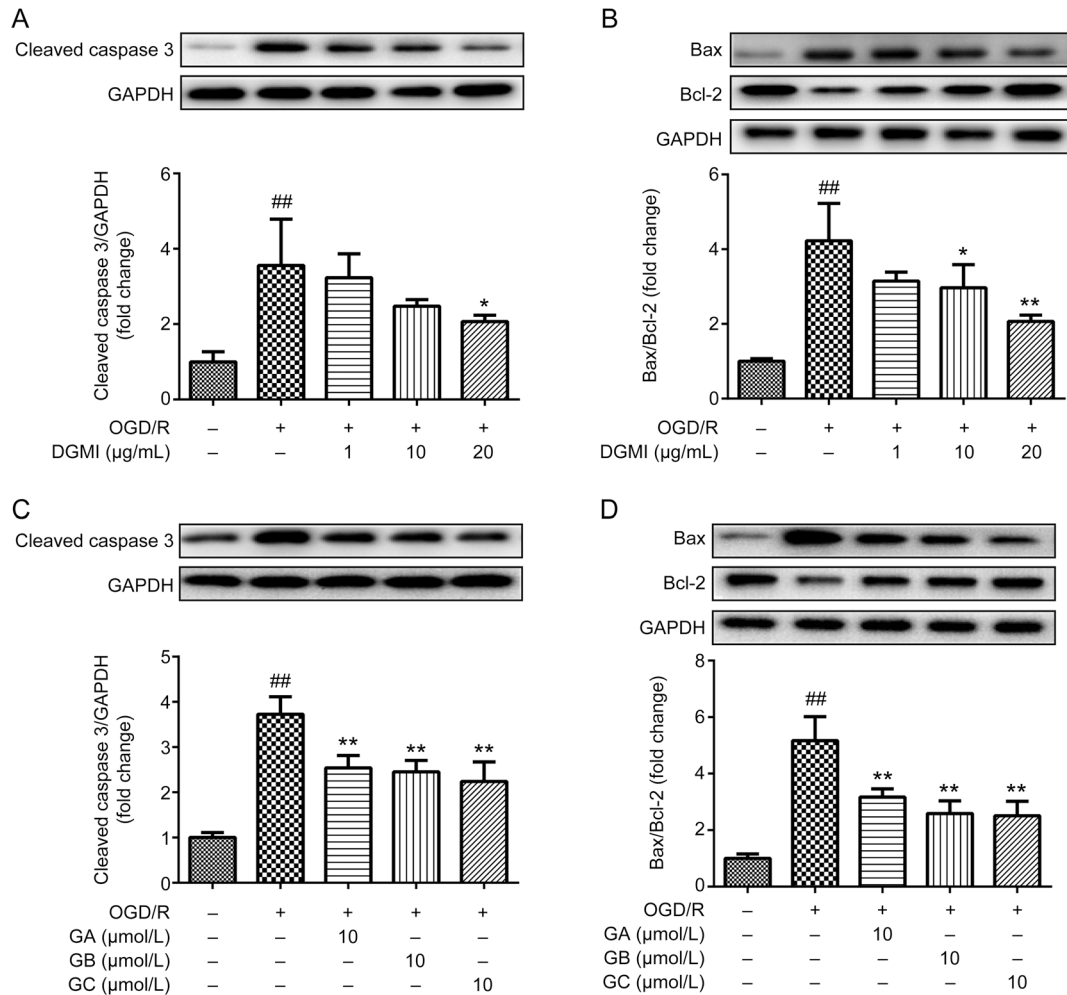 A
Cleaved caspase 3
GAPDH
Cleaved caspase 3/GAPDH
(fold change)
6
4
2
0
##
*
OGD/R – + + + +
DGMI (μg/mL) – – 1 10 20
B
Bax
Bcl-2
GAPDH
Bax/Bcl-2 (fold change)
6
4
2
0
##
*
**
OGD/R – + + + +
DGMI (μg/mL) – – 1 10 20
C
Cleaved caspase 3
GAPDH
Cleaved caspase 3/GAPDH
(fold change)
5
4
3
2
1
0
##
** ** **
OGD/R – + + + +
GA (μmol/L) – – 10 – –
GB (μmol/L) – – – 10 –
GC (μmol/L) – – – – 10
D
Bax
Bcl-2
GAPDH
Bax/Bcl-2 (fold change)
8
6
4
2
0
##
** ** **
OGD/R – + + + +
GA (μmol/L) – – 10 – –
GB (μmol/L) – – – 10 –
GC (μmol/L) – – – – 10